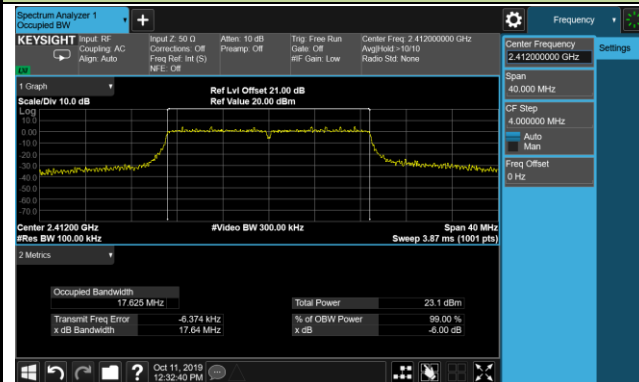 Spectrum Analyzer 1
Occupied BW
Frequency
KEYSIGHT
Input: RF
Coupling: AC
Align: Auto
Input Z: 50 Ω
Corrections: Off
Freq Ref: Int (S)
NFE: Off
Atten: 10 dB
Preamp: Off
Trig: Free Run
Gate: Off
#IF Gain: Low
Center Freq: 2.412000000 GHz
Avg|Hold:>10/10
Radio Std: None
LW
Center Frequency
2.412000000 GHz
Settings
Span
40.000 MHz
CF Step
4.000000 MHz
Auto
Man
Freq Offset
0 Hz
1 Graph
Scale/Div 10.0 dB
Ref Lvl Offset 21.00 dB
Ref Value 20.00 dBm
Log
10.0
0.00
-10.0
-20.0
-30.0
-40.0
-50.0
-60.0
-70.0
Center 2.41200 GHz
#Video BW 300.00 kHz
Span 40 MHz
#Res BW 100.00 kHz
Sweep 3.87 ms (1001 pts)
2 Metrics
Occupied Bandwidth
17.625 MHz
Total Power 23.1 dBm
Transmit Freq Error -6.374 kHz
% of OBW Power 99.00 %
x dB Bandwidth 17.64 MHz
x dB -6.00 dB
?
Oct 11, 2019
12:32:40 PM